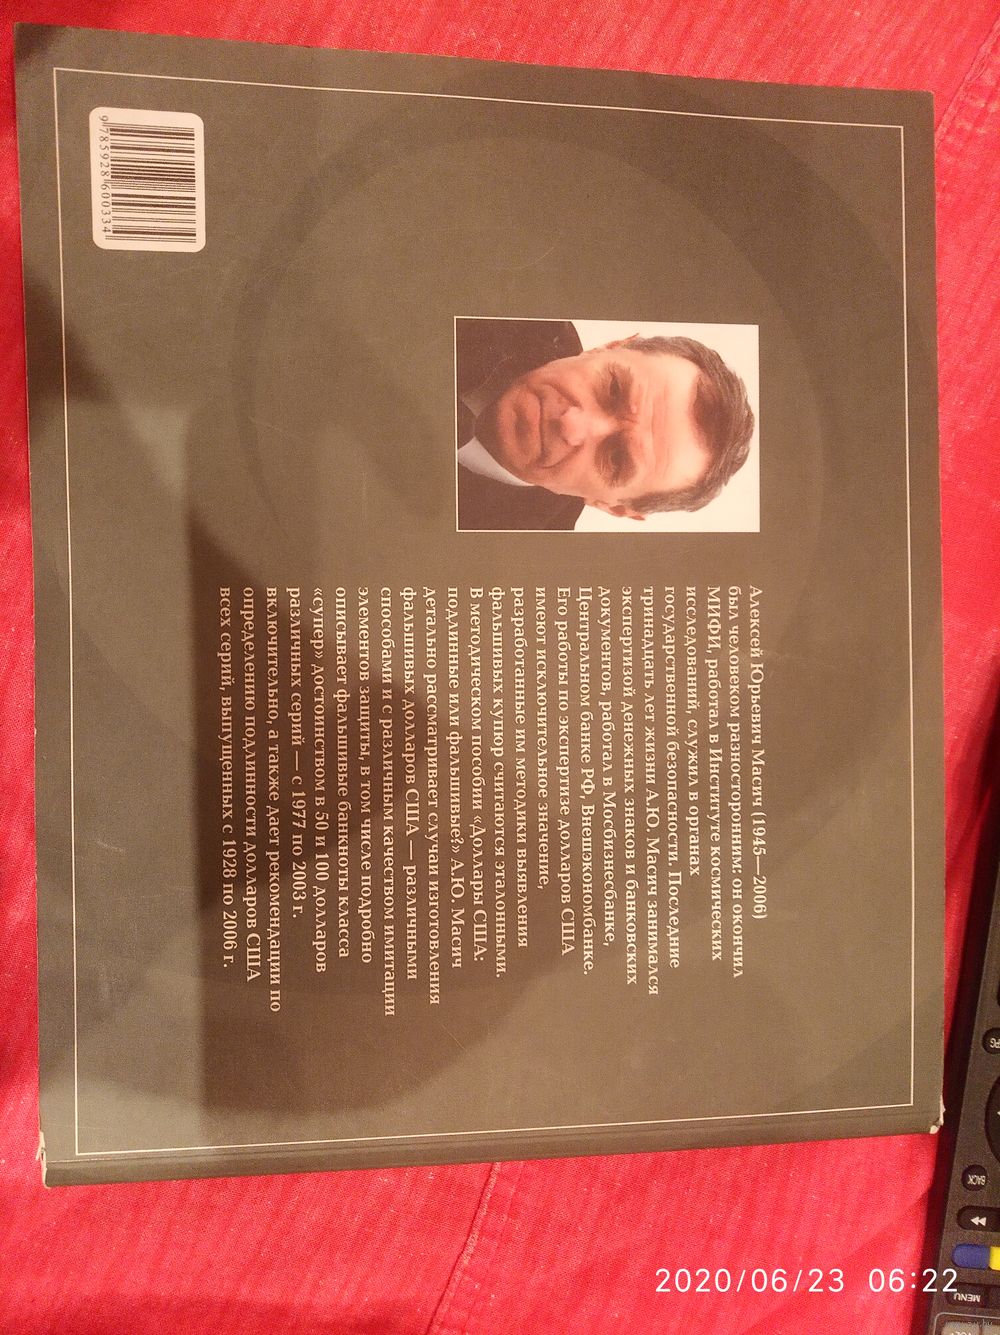 Алексей Юрьевич Масич (1945—2006)
был человеком разносторонним: он окончил
МИФИ, работал в Институте космических
исследований, служил в органах
государственной безопасности. Последние
тринадцать лет жизни А.Ю. Масич занимался
экспертизой денежных знаков и банковских
документов, работал в Мосбизнесбанке,
Центральном банке РФ, Внешэкономбанке.
Его работы по экспертизе долларов США
имеют исключительное значение,
разработанные им методики выявления
фальшивых купюр считаются эталонными.
В методическом пособии «Доллары США:
подлинные или фальшивые?» А.Ю. Масич
детально рассматривает случаи изготовления
фальшивых долларов США — различными
способами и с различным качеством имитации
элементов защиты, в том числе подробно
описывает фальшивые банкноты класса
«супер» достоинством в 50 и 100 долларов
различных серий — с 1977 по 2003 г.
включительно, а также дает рекомендации по
определению подлинности долларов США
всех серий, выпущенных с 1928 по 2006 г.
9785928600334
BACK
MENU
2020/06/23 06:22